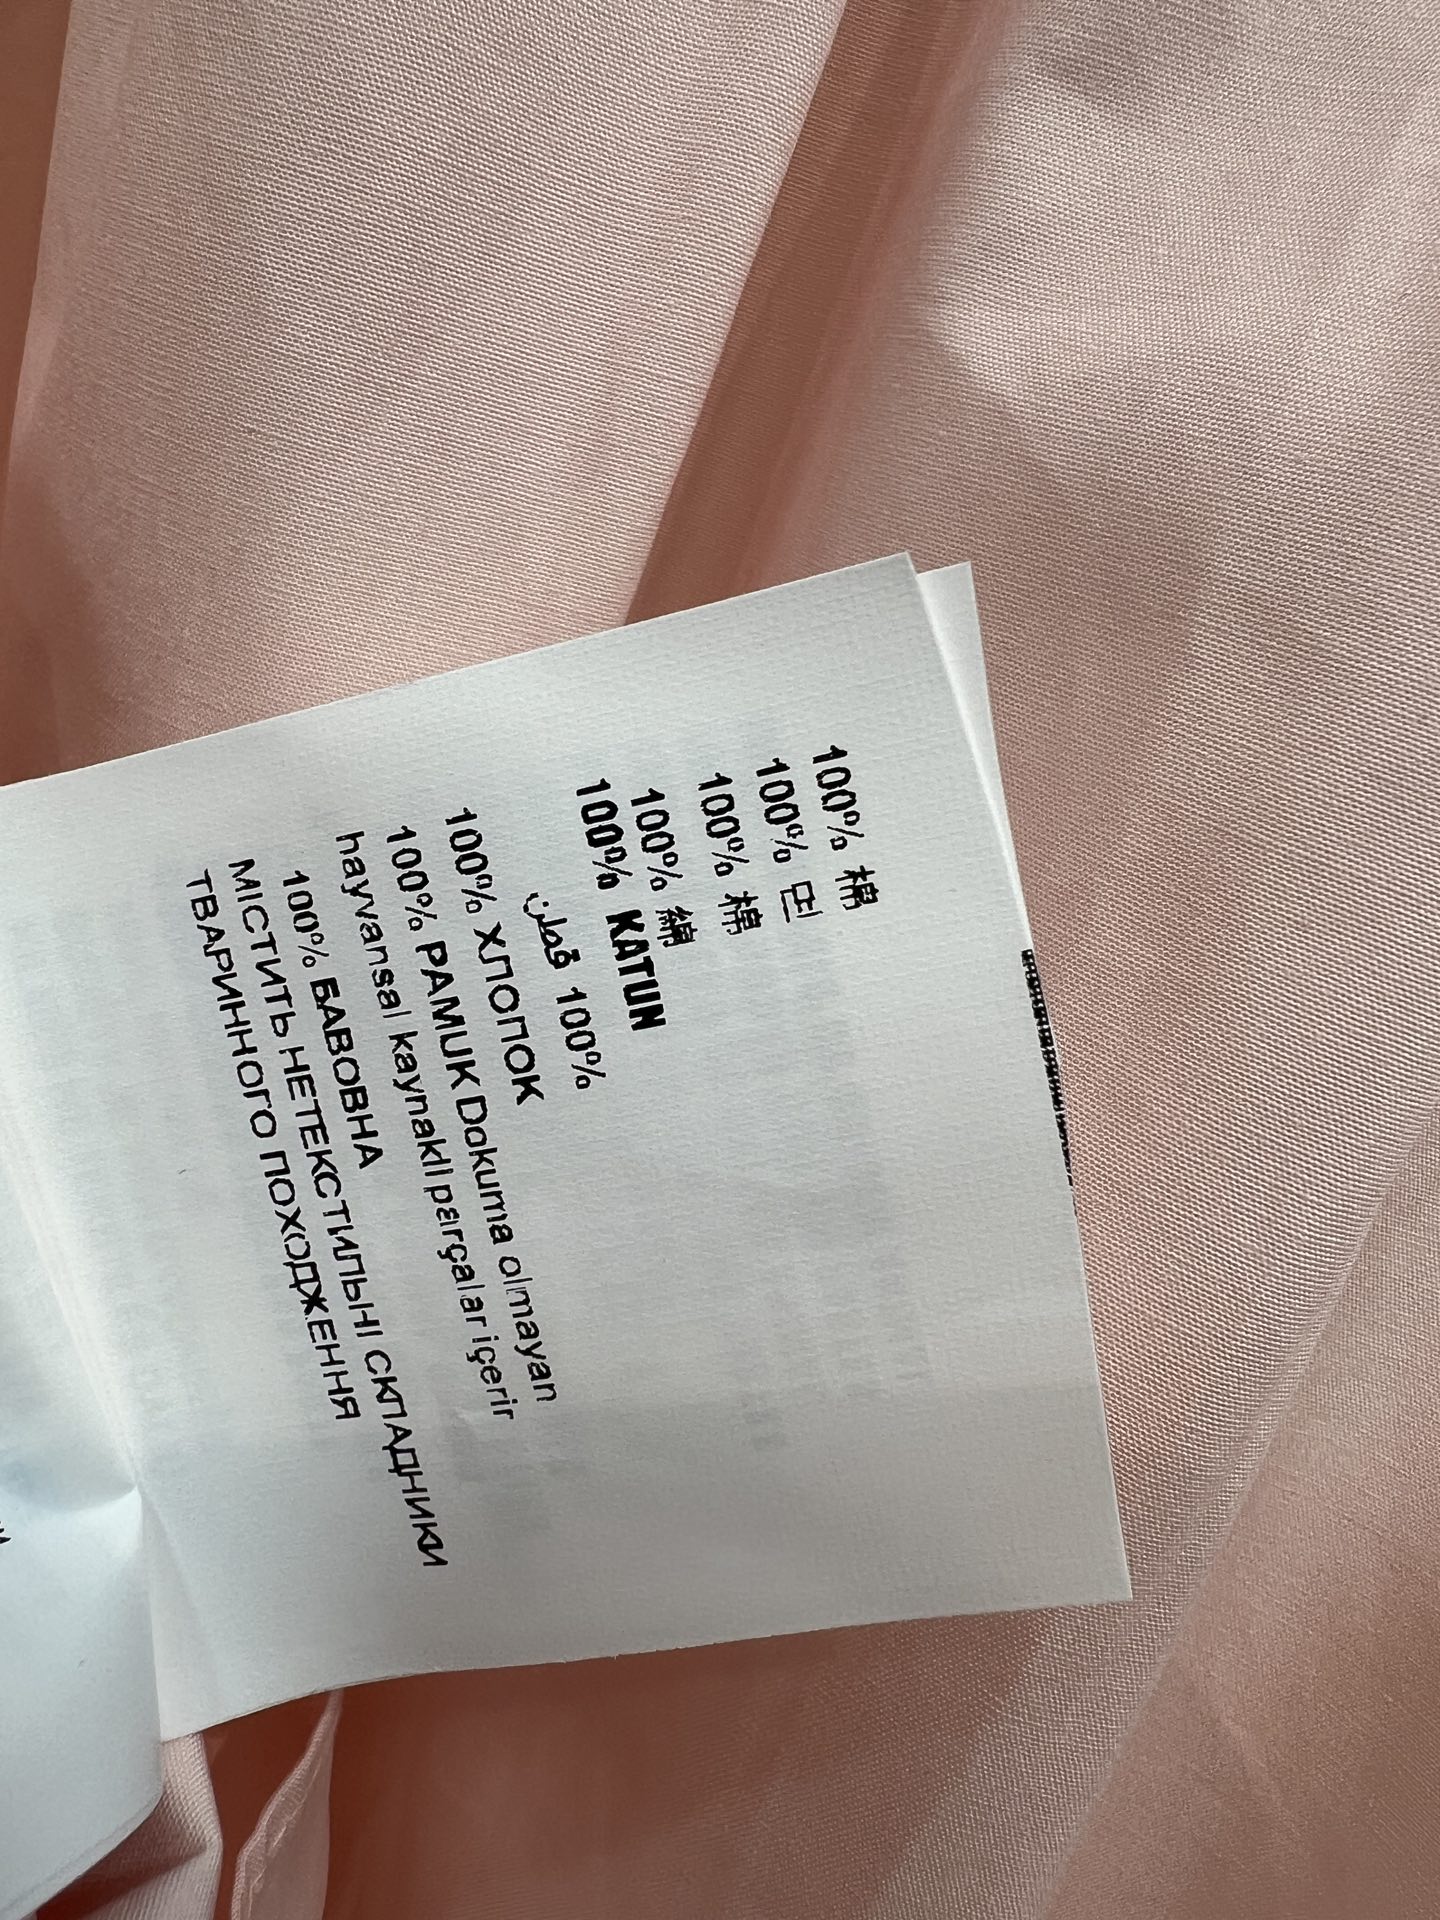 100% 棉
100% 면
100% 棉
100% 綿
100% KATUN
100% قطن
100% ХЛОПОК
100% PAMUK Dokuma olmayan
hayvansal kaynaklı parçalar içerir
100% БАВОВНА
МІСТИТЬ НЕТЕКСТИЛЬНІ СКЛАДНИКИ
ТВАРИННОГО ПОХОДЖЕННЯ